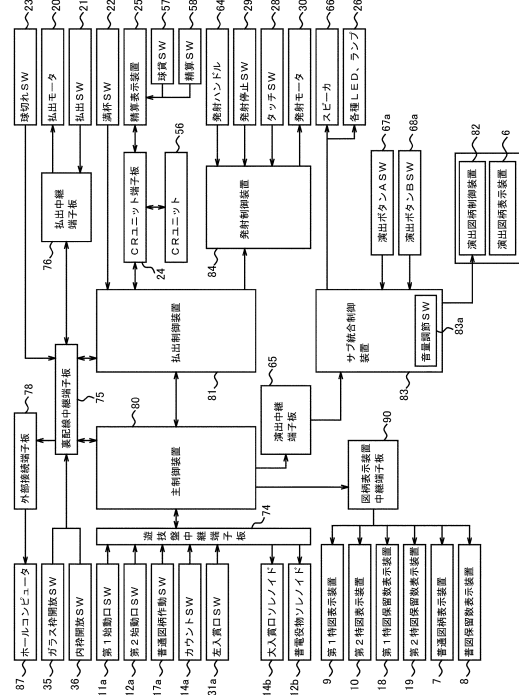 87 ホールコンピュータ
35 ガラス枠開放SW
36 内枠開放SW
11a 第1始動口SW
12a 第2始動口SW
17a 普通図柄作動SW
14a カウントSW
31a 左入賞口SW
14b 大入賞口ソレノイド
12b 普電役物ソレノイド
9 第1特図表示装置
10 第2特図表示装置
18 第1特図保留数表示装置
19 第2特図保留数表示装置
7 普通図柄表示装置
8 普図保留数表示装置
外部接続端子板 78
裏配線中継端子板 75
遊技盤中継端子板 74
主制御装置 80
演出中継端子板 65
図柄表示装置中継端子板 90
払出中継端子板 76
払出制御装置 81
CRユニット端子板 24
CRユニット 56
発射制御装置 84
サブ統合制御装置 83
音量調節SW 83a
球切れSW 23
払出モータ 20
払出SW 21
満杯SW 22
精算表示装置 25
球貸SW 57
精算SW 58
発射ハンドル 64
発射停止SW 29
タッチSW 28
発射モータ 30
スピーカ 66
各種LED、ランプ 26
演出ボタンASW 67a
演出ボタンBSW 68a
演出図柄制御装置 82
演出図柄表示装置 6